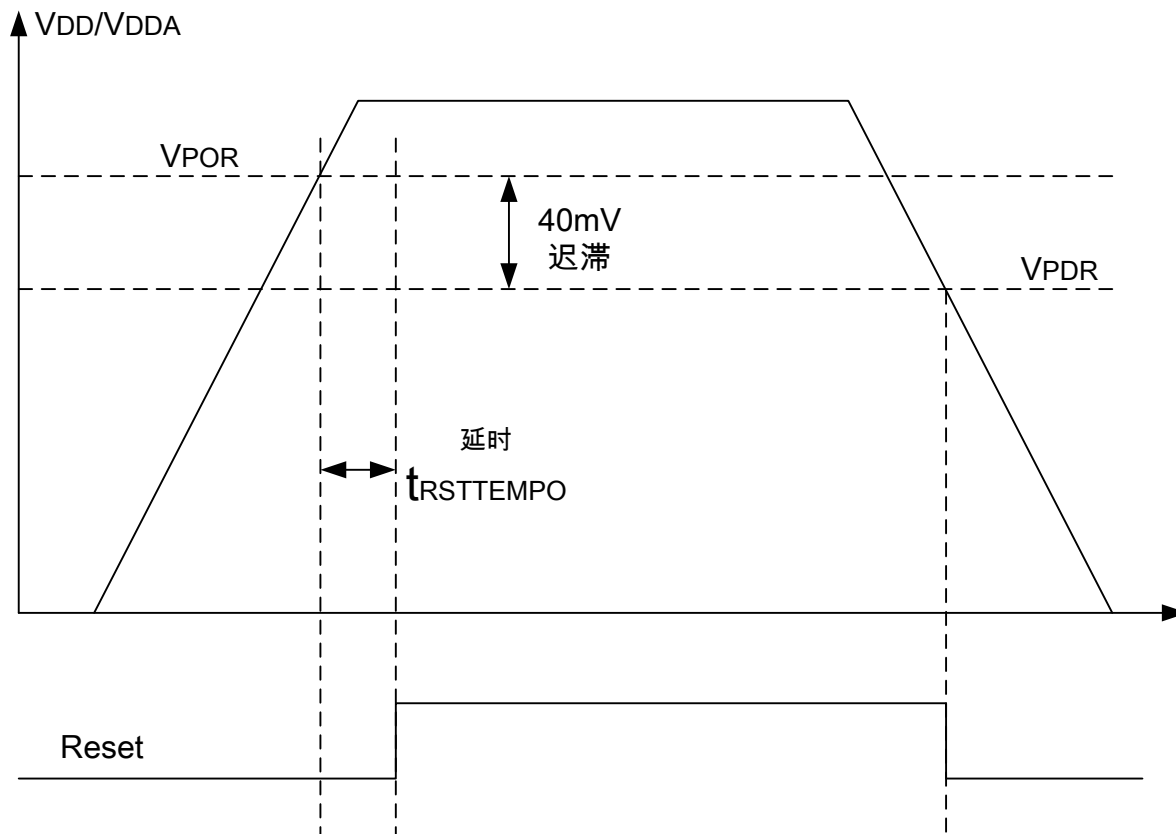 VDD/VDDA
VPOR
40mV
迟滞
VPDR
延时
tRSTTEMPO
Reset